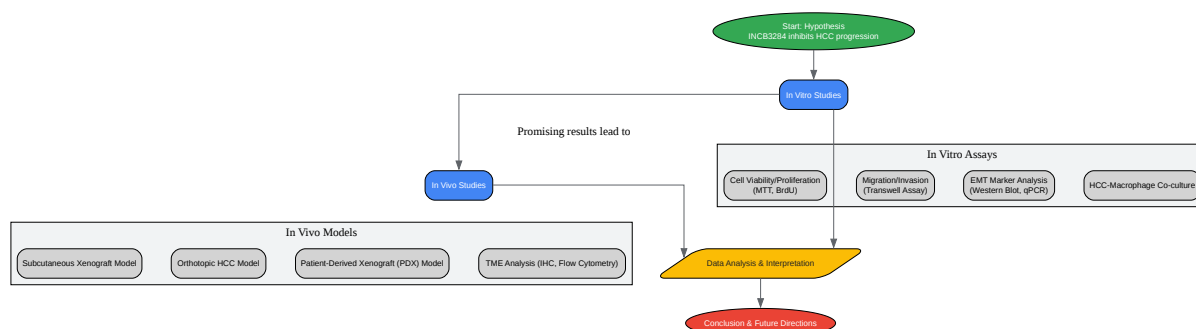 Start: Hypothesis
INCB3284 inhibits HCC progression
In Vitro Studies
Promising results lead to
In Vitro Assays
Cell Viability/Proliferation
(MTT, BrdU)
Migration/Invasion
(Transwell Assay)
EMT Marker Analysis
(Western Blot, qPCR)
HCC-Macrophage Co-culture
In Vivo Studies
In Vivo Models
Subcutaneous Xenograft Model
Orthotopic HCC Model
Patient-Derived Xenograft (PDX) Model
TME Analysis (IHC, Flow Cytometry)
Data Analysis & Interpretation
Conclusion & Future Directions